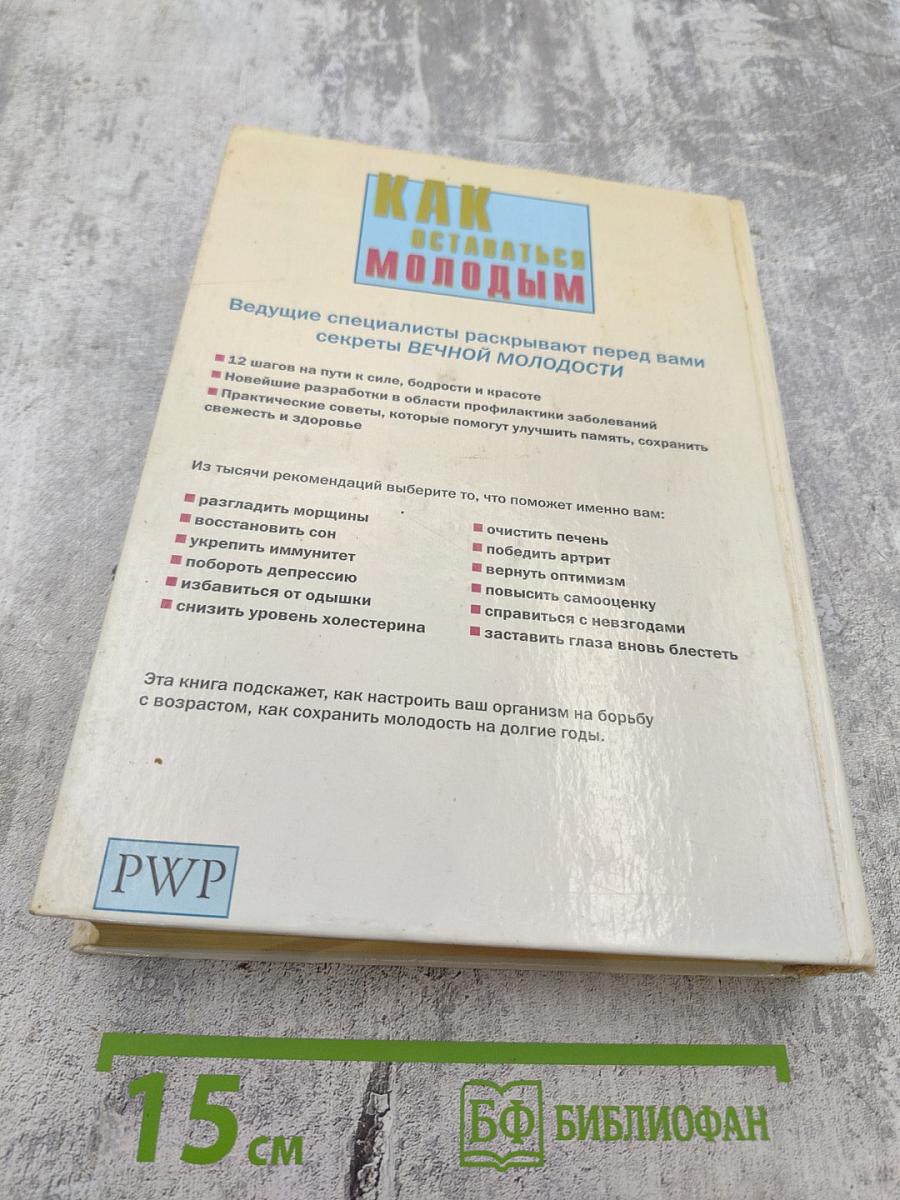 КАК
ОСТАВАТЬСЯ
МОЛОДЫМ
Ведущие специалисты раскрывают перед вами
секреты ВЕЧНОЙ МОЛОДОСТИ
12 шагов на пути к силе, бодрости и красоте
Новейшие разработки в области профилактики заболеваний
Практические советы, которые помогут улучшить память, сохранить
свежесть и здоровье
Из тысячи рекомендаций выберите то, что поможет именно вам:
разгладить морщины
восстановить сон
укрепить иммунитет
побороть депрессию
избавиться от одышки
снизить уровень холестерина
очистить печень
победить артрит
вернуть оптимизм
повысить самооценку
справиться с невзгодами
заставить глаза вновь блестеть
Эта книга подскажет, как настроить ваш организм на борьбу
с возрастом, как сохранить молодость на долгие годы.
PWP
15 см
БФ БИБЛИОФАН